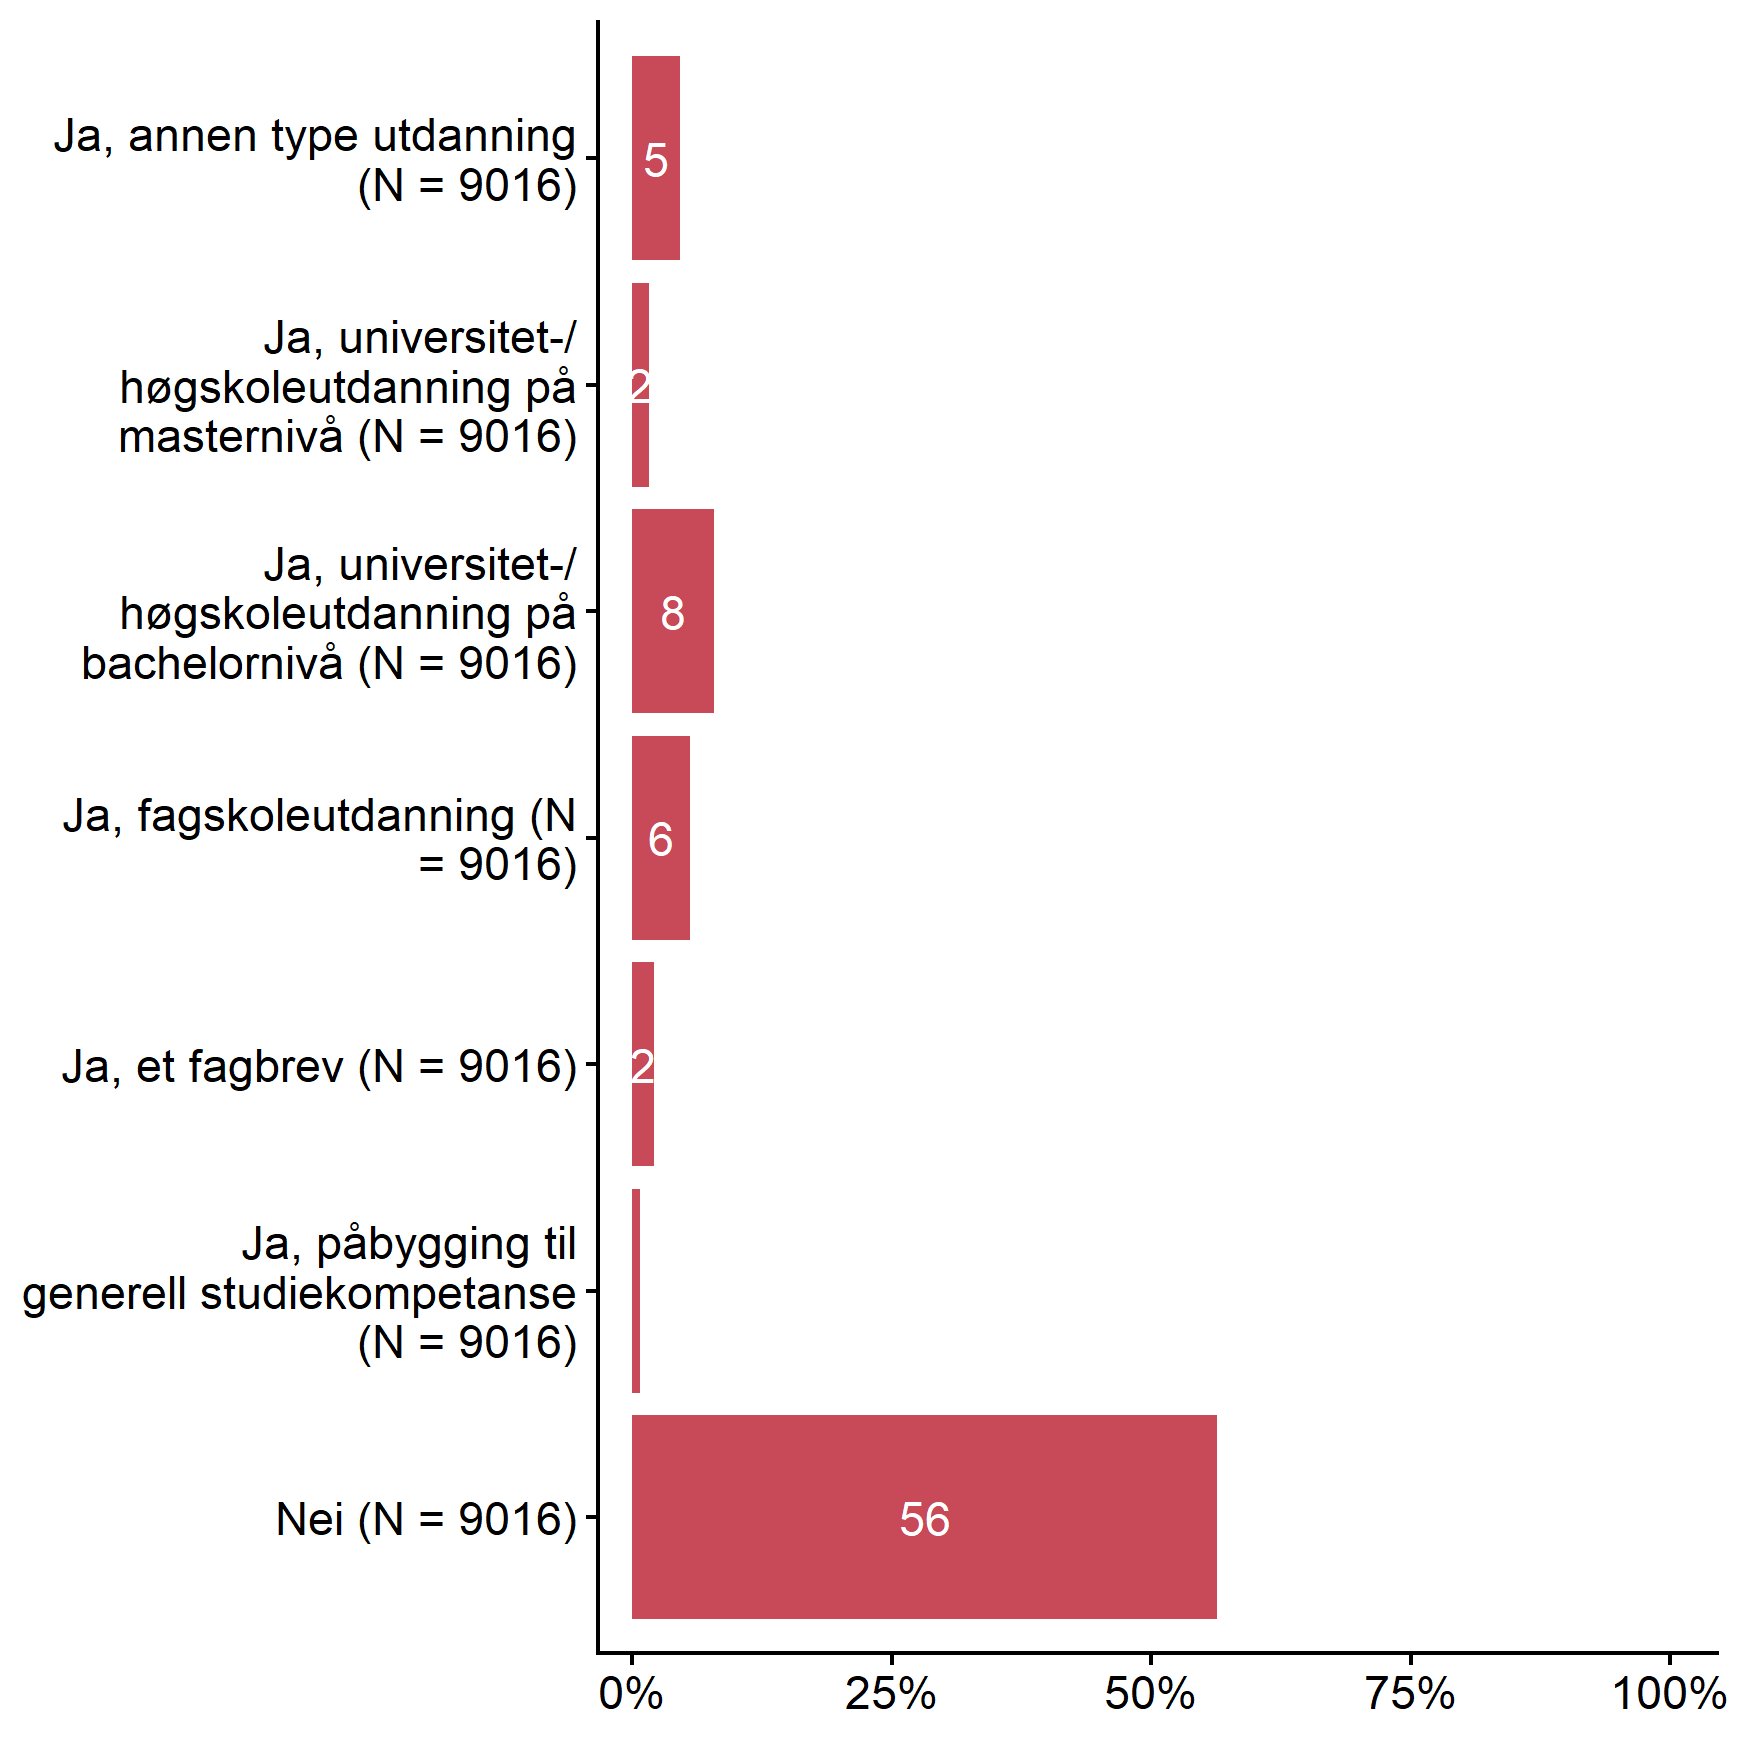 Ja, annen type utdanning
(N = 9016)
5
Ja, universitet-/
høgskoleutdanning på
masternivå (N = 9016)
2
Ja, universitet-/
høgskoleutdanning på
bachelornivå (N = 9016)
8
Ja, fagskoleutdanning (N
= 9016)
6
Ja, et fagbrev (N = 9016)
2
Ja, påbygging til
generell studiekompetanse
(N = 9016)
Nei (N = 9016)
56
0% 25% 50% 75% 100%